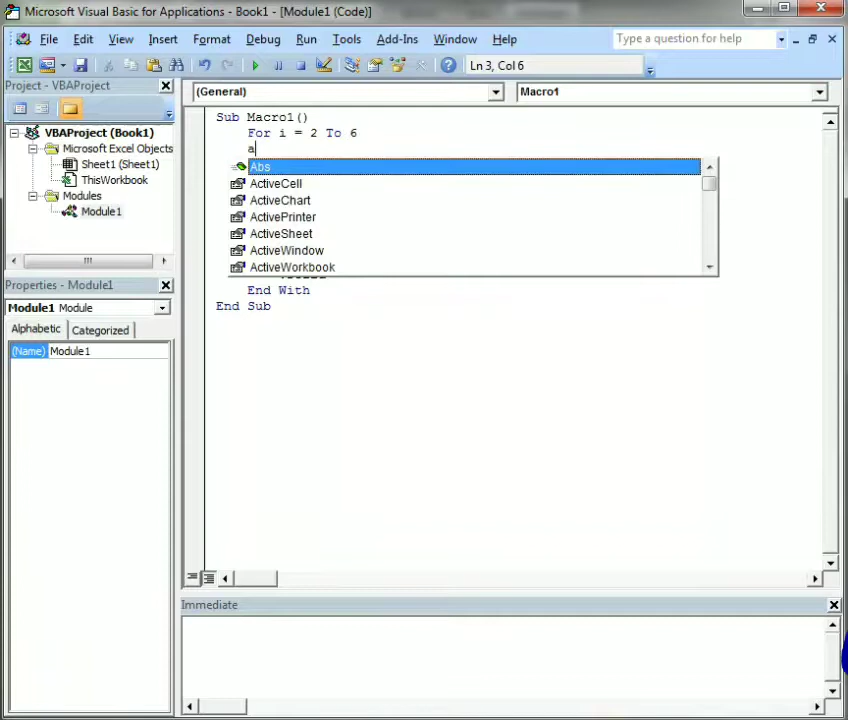 Microsoft Visual Basic for Applications - Book1 - [Module1 (Code)]
File Edit View Insert Format Debug Run Tools Add-Ins Window Help
Type a question for help
Ln 3, Col 6
Project - VBAProject
(General)
Macro1
VBAProject (Book1)
Microsoft Excel Objects
Sheet1 (Sheet1)
ThisWorkbook
Modules
Module1
Sub Macro1()
For i = 2 To 6
a
Abs
ActiveCell
ActiveChart
ActivePrinter
ActiveSheet
ActiveWindow
ActiveWorkbook
End With
End Sub
Properties - Module1
Module1 Module
Alphabetic Categorized
(Name) Module1
Immediate